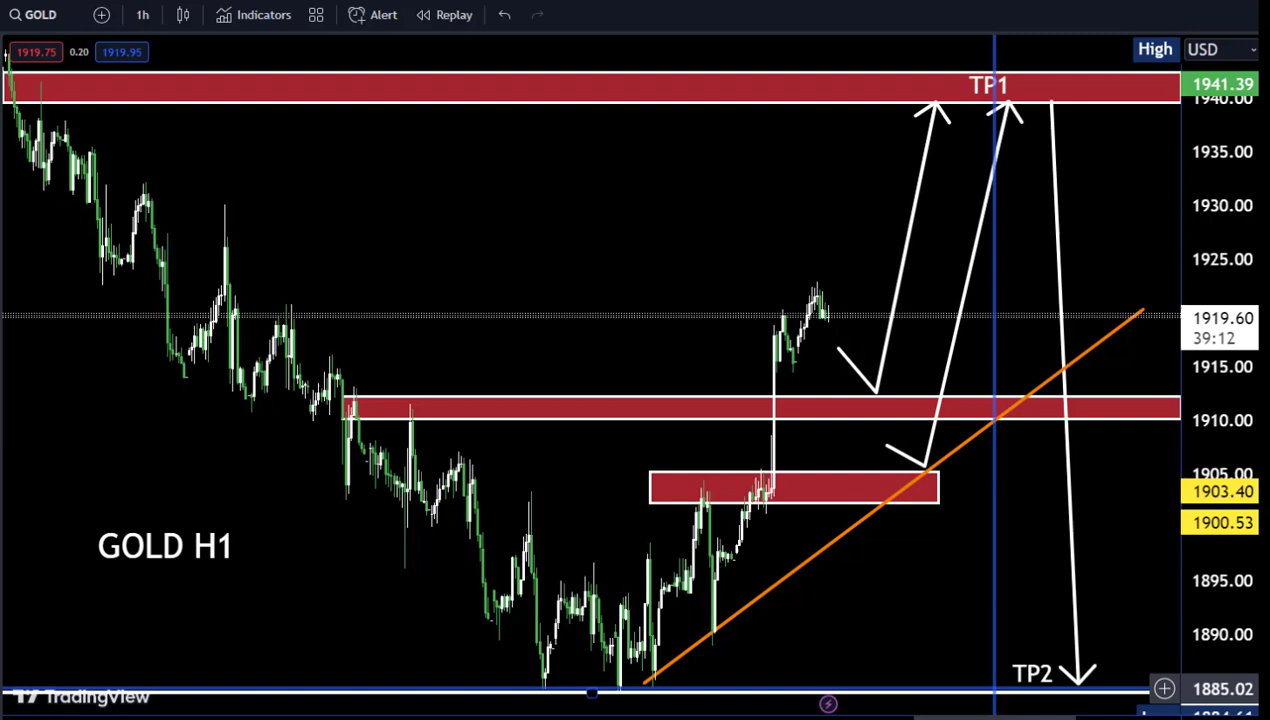 GOLD 1h Indicators Alert Replay
1919.75 0.20 1919.95
High USD
TP1
1941.39
1940.00
1935.00
1930.00
1925.00
1919.60
39:12
1915.00
1910.00
1905.00
1903.40
1900.53
GOLD H1
1895.00
1890.00
TP2
TradingView
1885.02